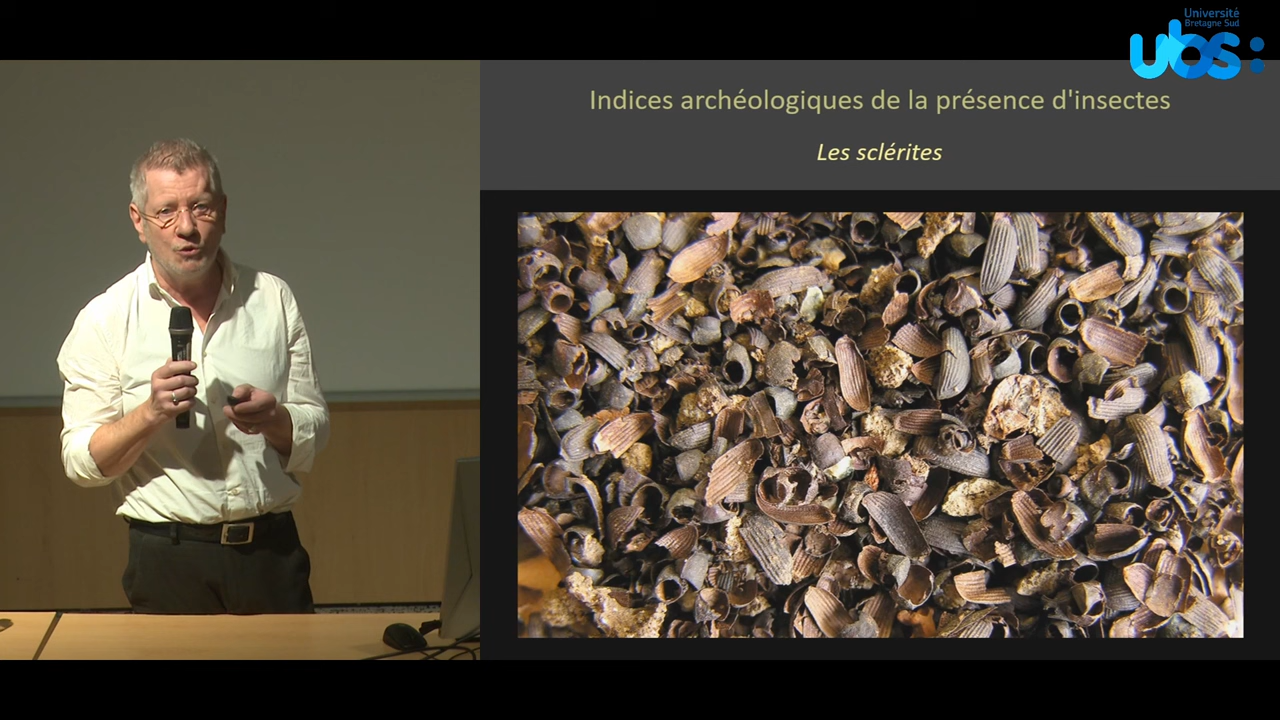 Université
Bretagne Sud
ubs:
Indices archéologiques de la présence d'insectes
Les sclérites